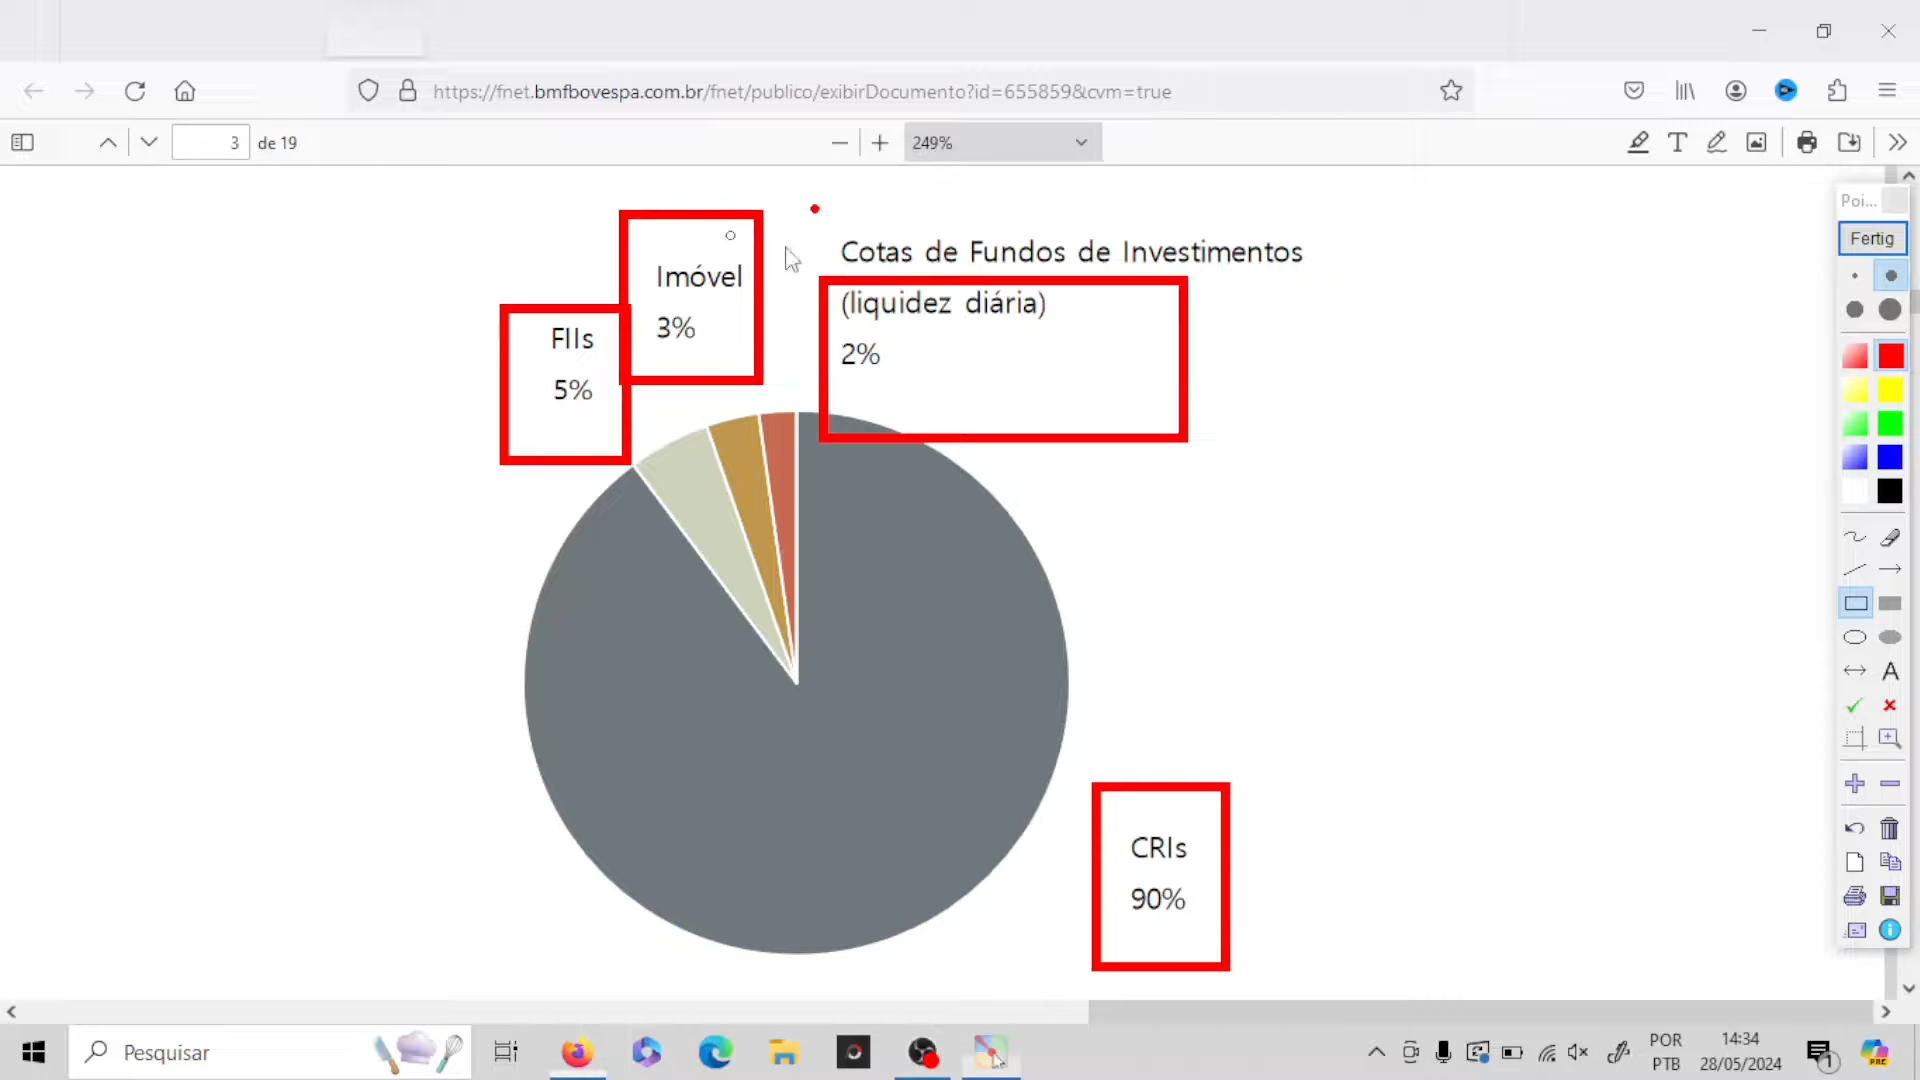 https://fnet.bmfbovespa.com.br/fnet/publico/exibirDocumento?id=655859&cvm=true
3 de 19
249%
Poi...
Fertig
Cotas de Fundos de Investimentos
(liquidez diária)
2%
Imóvel
3%
FIIs
5%
CRIs
90%
A
Pesquisar
POR
PTB
14:34
28/05/2024
1
PRE